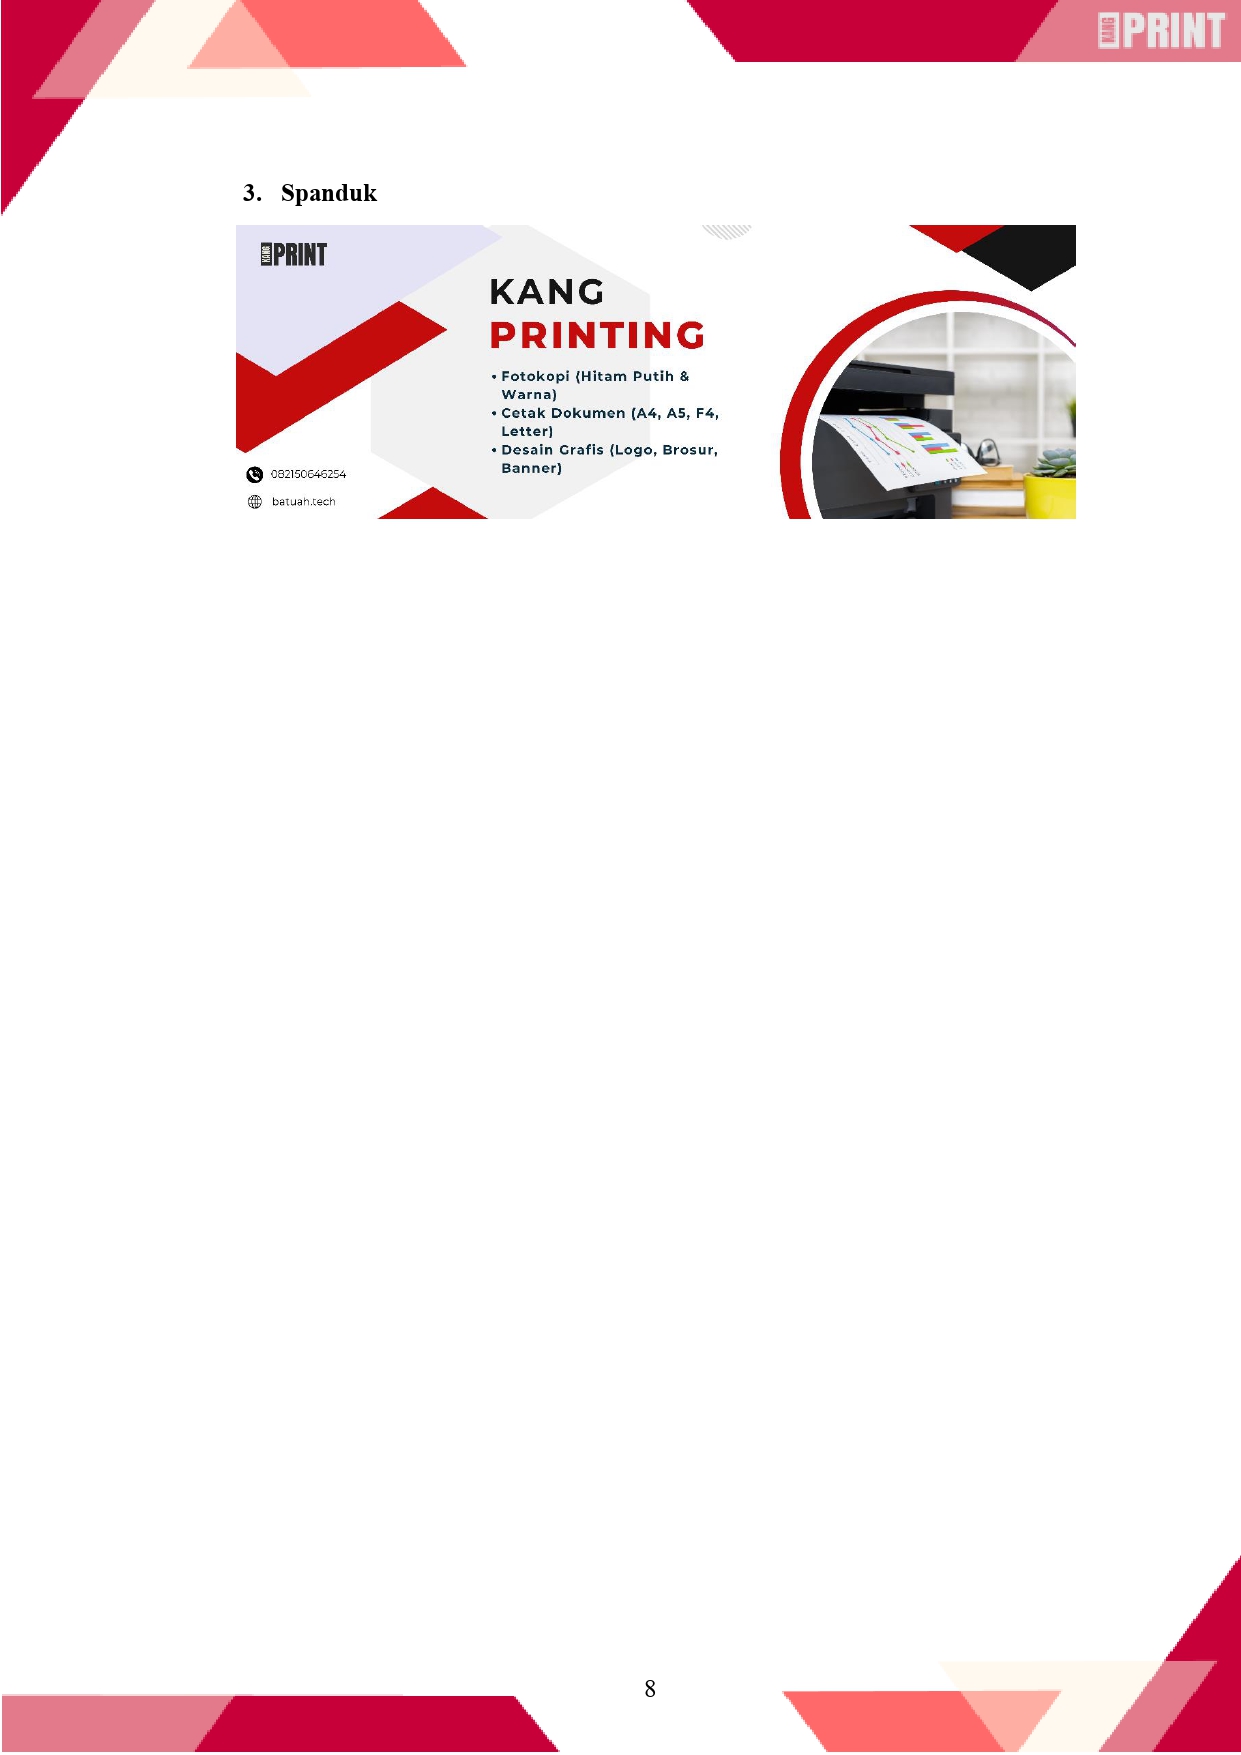 KANG PRINT
3. Spanduk
KANG PRINT
KANG
PRINTING
• Fotokopi (Hitam Putih &
Warna)
• Cetak Dokumen (A4, A5, F4,
Letter)
• Desain Grafis (Logo, Brosur,
Banner)
082150646254
batuah.tech
8